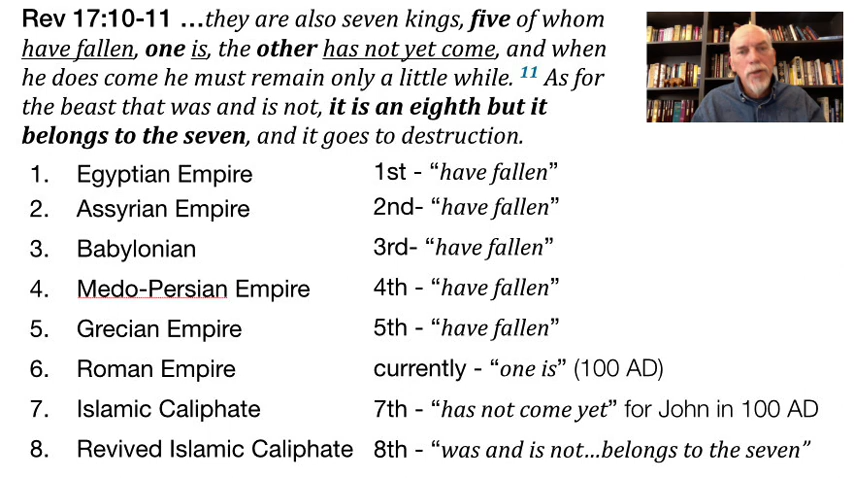 Rev 17:10-11 …they are also seven kings, five of whom
have fallen, one is, the other has not yet come, and when
he does come he must remain only a little while. 11 As for
the beast that was and is not, it is an eighth but it
belongs to the seven, and it goes to destruction.
1. Egyptian Empire 1st - “have fallen”
2. Assyrian Empire 2nd- “have fallen”
3. Babylonian 3rd- “have fallen”
4. Medo-Persian Empire 4th - “have fallen”
5. Grecian Empire 5th - “have fallen”
6. Roman Empire currently - “one is” (100 AD)
7. Islamic Caliphate 7th - “has not come yet” for John in 100 AD
8. Revived Islamic Caliphate 8th - “was and is not…belongs to the seven”